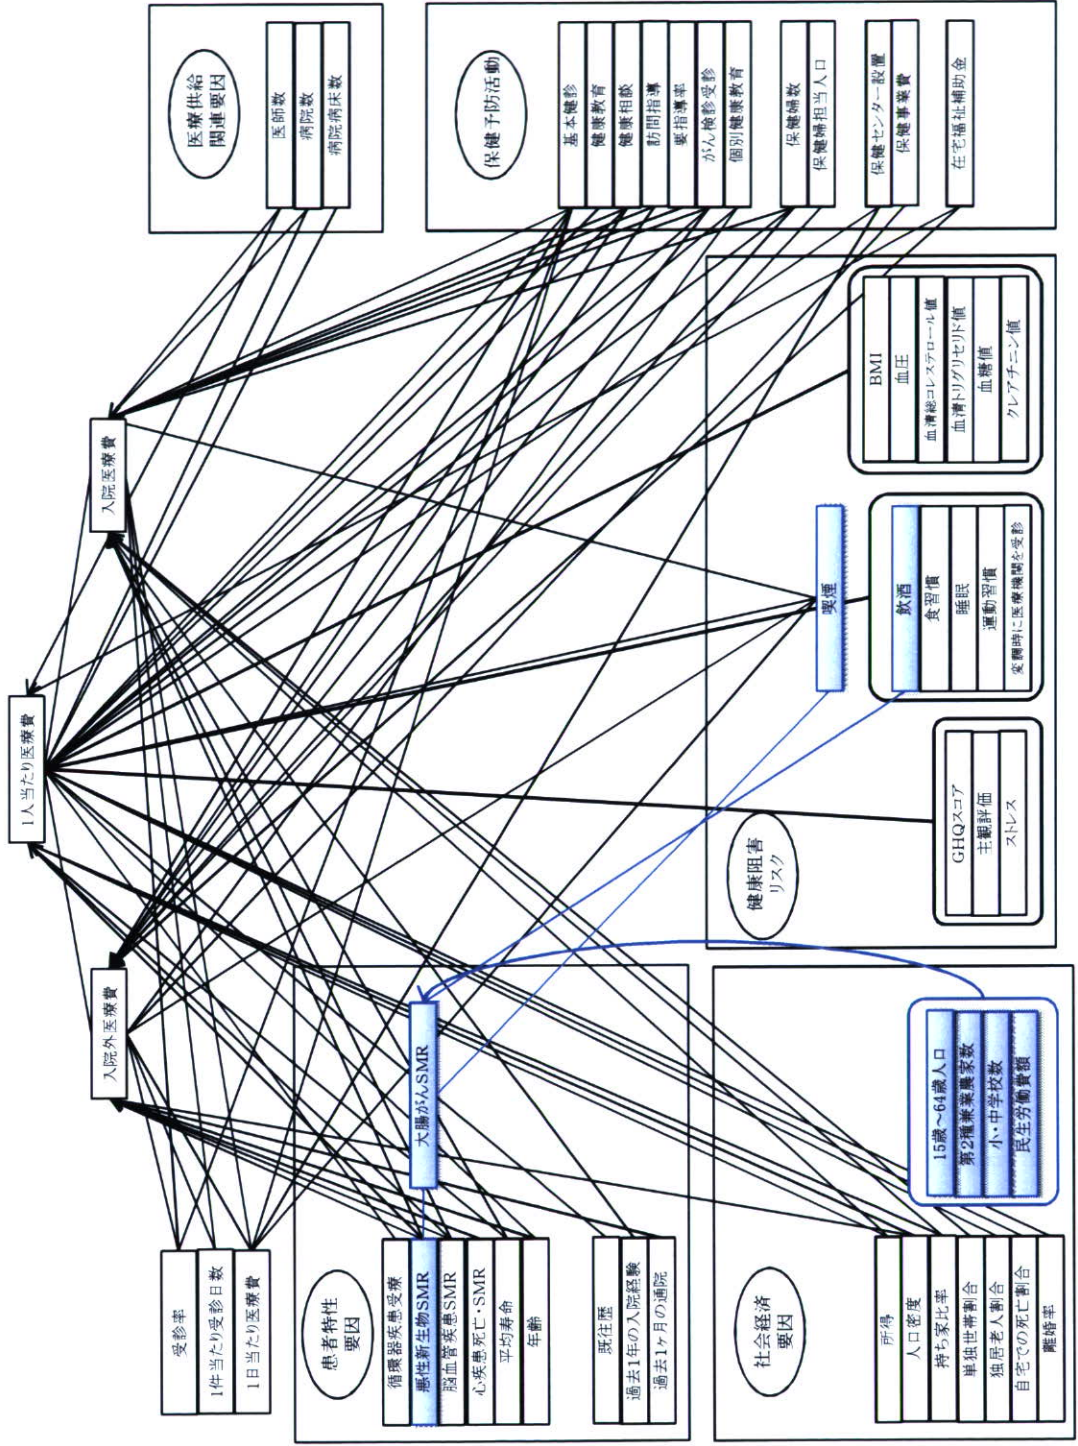 1人当たり医療費
入院外医療費
入院医療費
受診率
1件当たり受診日数
1日当たり医療費
患者特性
要因
循環器疾患受療
悪性新生物SMR
脳血管疾患SMR
心疾患死亡・SMR
平均寿命
年齢
大腸がんSMR
既往歴
過去1年の入院経験
過去1ヶ月の通院
社会経済
要因
所得
人口密度
持ち家比率
単独世帯割合
独居老人割合
自宅での死亡割合
離婚率
15歳～64歳人口
第2種兼業農家数
小・中学校数
民生労働費額
健康阻害
リスク
GHQスコア
主観評価
ストレス
喫煙
飲酒
食習慣
睡眠
運動習慣
変調時に医療機関を受診
BMI
血圧
血清総コレステロール値
血清トリグリセリド値
血糖値
クレアチニン値
医療供給
関連要因
医師数
病院数
病院病床数
保健予防活動
基本健診
健康教育
健康相談
訪問指導
要指導率
がん検診受診
個別健康教育
保健婦数
保健婦担当人口
保健センター設置
保健事業費
在宅福祉補助金